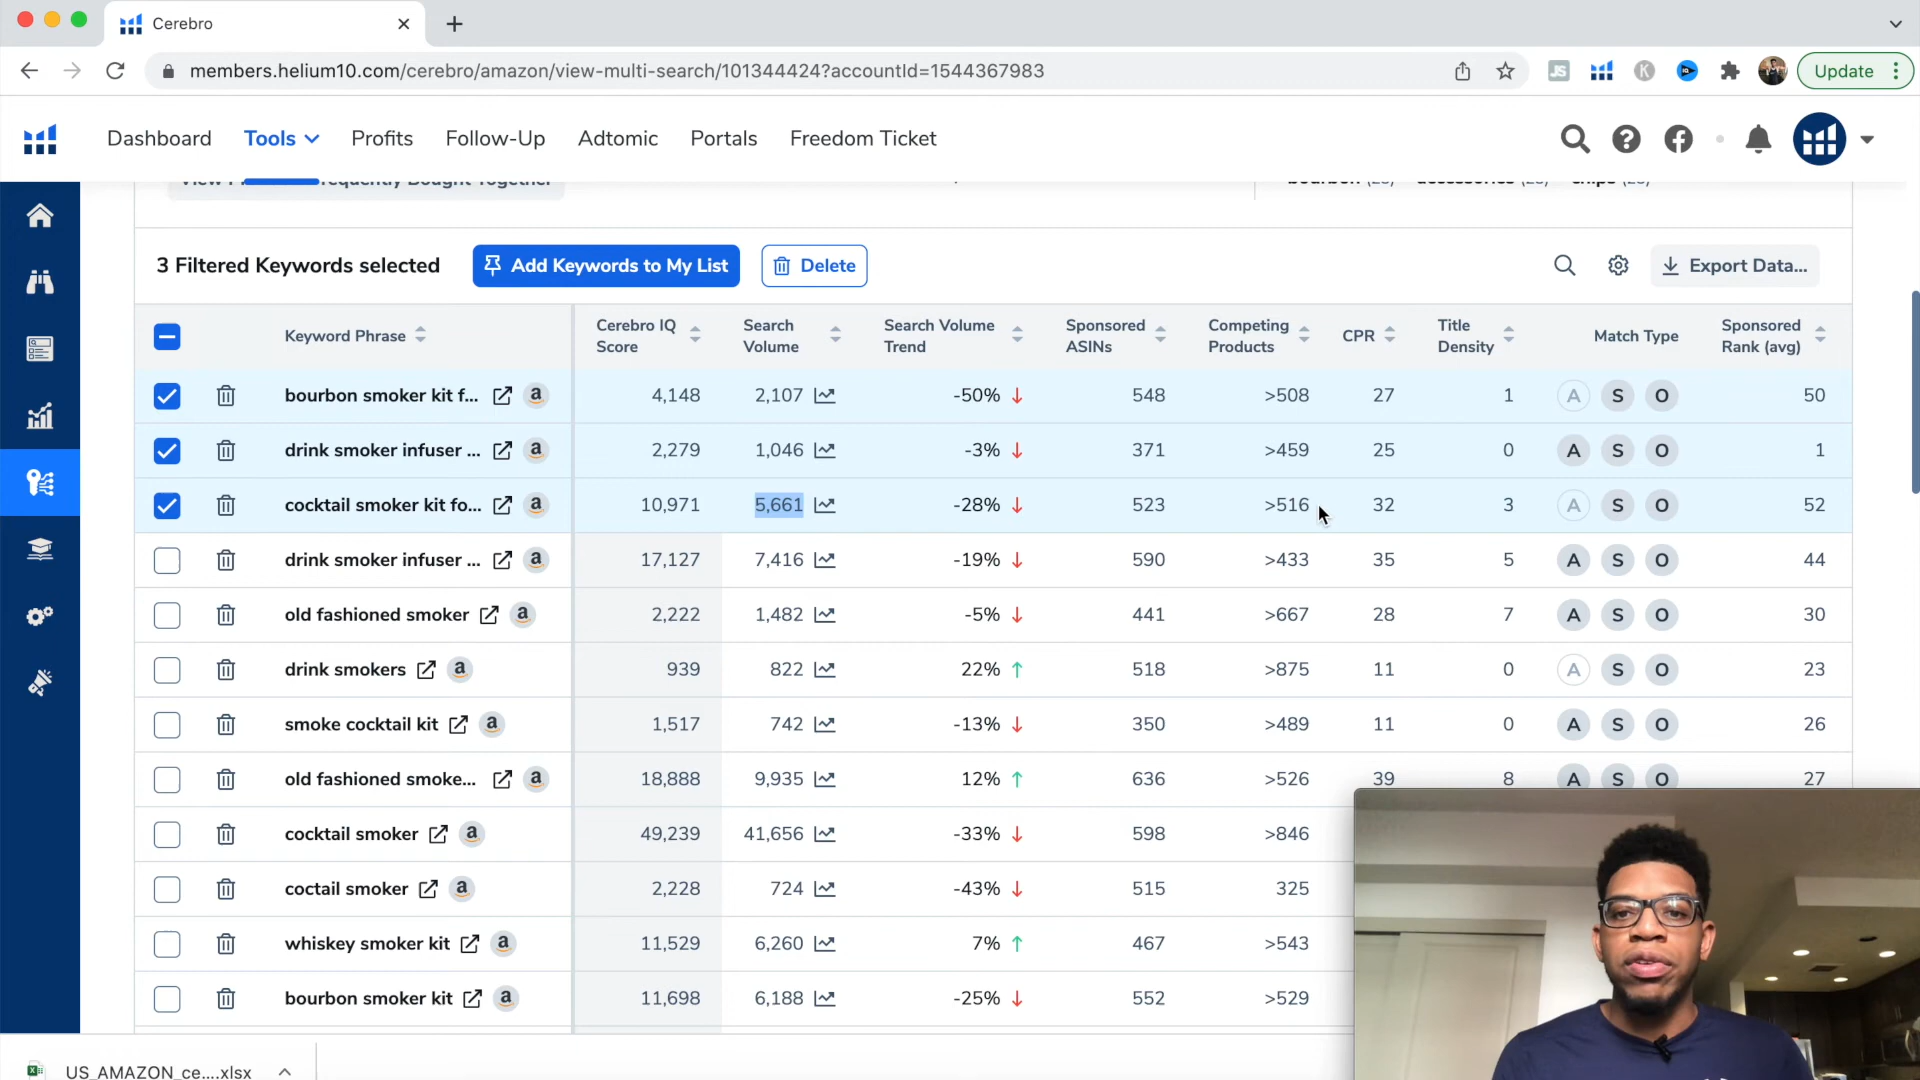 Cerebro
members.helium10.com/cerebro/amazon/view-multi-search/101344424?accountId=1544367983
JS
K
Update
Dashboard Tools Profits Follow-Up Adtomic Portals Freedom Ticket
Frequently Bought Together
bourbon accessories chips
3 Filtered Keywords selected Add Keywords to My List Delete Export Data...
Keyword Phrase Cerebro IQ Score Search Volume Search Volume Trend Sponsored ASINs Competing Products CPR Title Density Match Type Sponsored Rank (avg)
bourbon smoker kit f... a 4,148 2,107 -50% 548 >508 27 1 A S O 50
drink smoker infuser ... a 2,279 1,046 -3% 371 >459 25 0 A S O 1
cocktail smoker kit fo... a 10,971 5,661 -28% 523 >516 32 3 A S O 52
drink smoker infuser ... a 17,127 7,416 -19% 590 >433 35 5 A S O 44
old fashioned smoker a 2,222 1,482 -5% 441 >667 28 7 A S O 30
drink smokers a 939 822 22% 518 >875 11 0 A S O 23
smoke cocktail kit a 1,517 742 -13% 350 >489 11 0 A S O 26
old fashioned smoke... a 18,888 9,935 12% 636 >526 39 8 A S O 27
cocktail smoker a 49,239 41,656 -33% 598 >846
coctail smoker a 2,228 724 -43% 515 325
whiskey smoker kit a 11,529 6,260 7% 467 >543
bourbon smoker kit a 11,698 6,188 -25% 552 >529
US_AMAZON_ce....xlsx